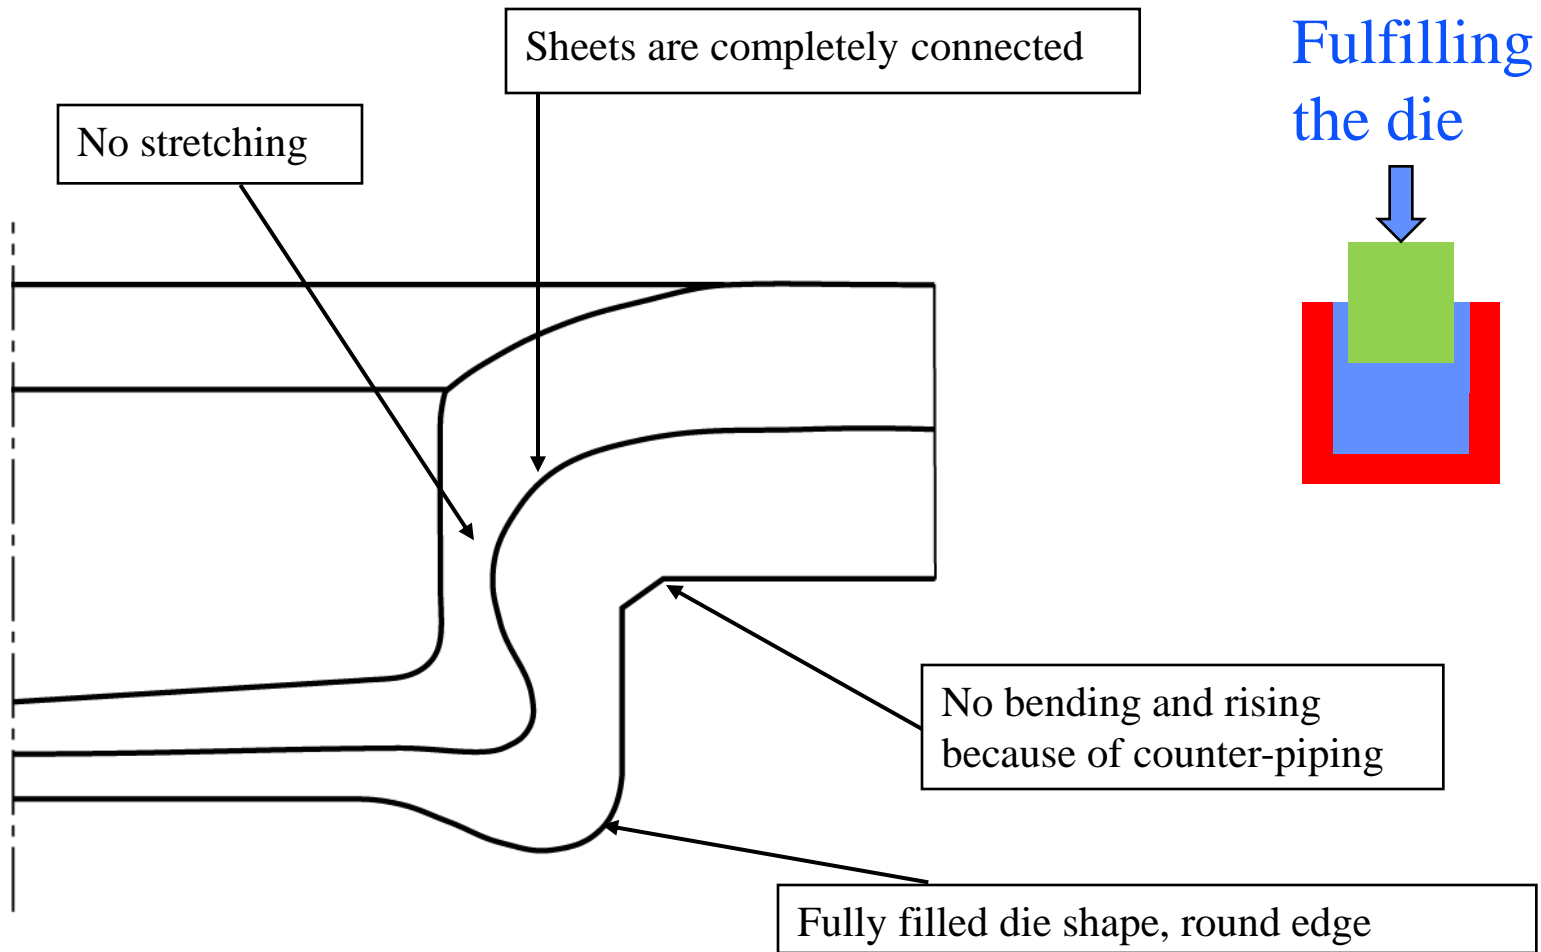 Sheets are completely connected
Fulfilling
the die
No stretching
No bending and rising
because of counter-piping
Fully filled die shape, round edge